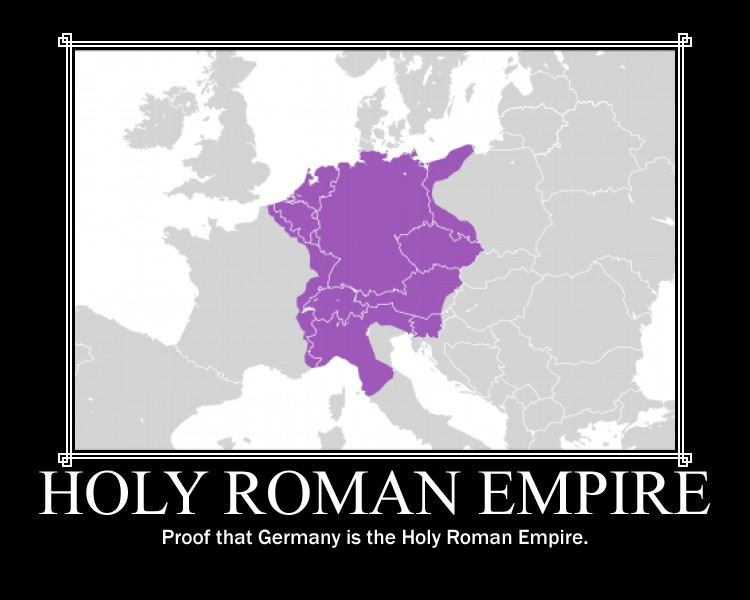 HOLY ROMAN EMPIRE
Proof that Germany is the Holy Roman Empire.